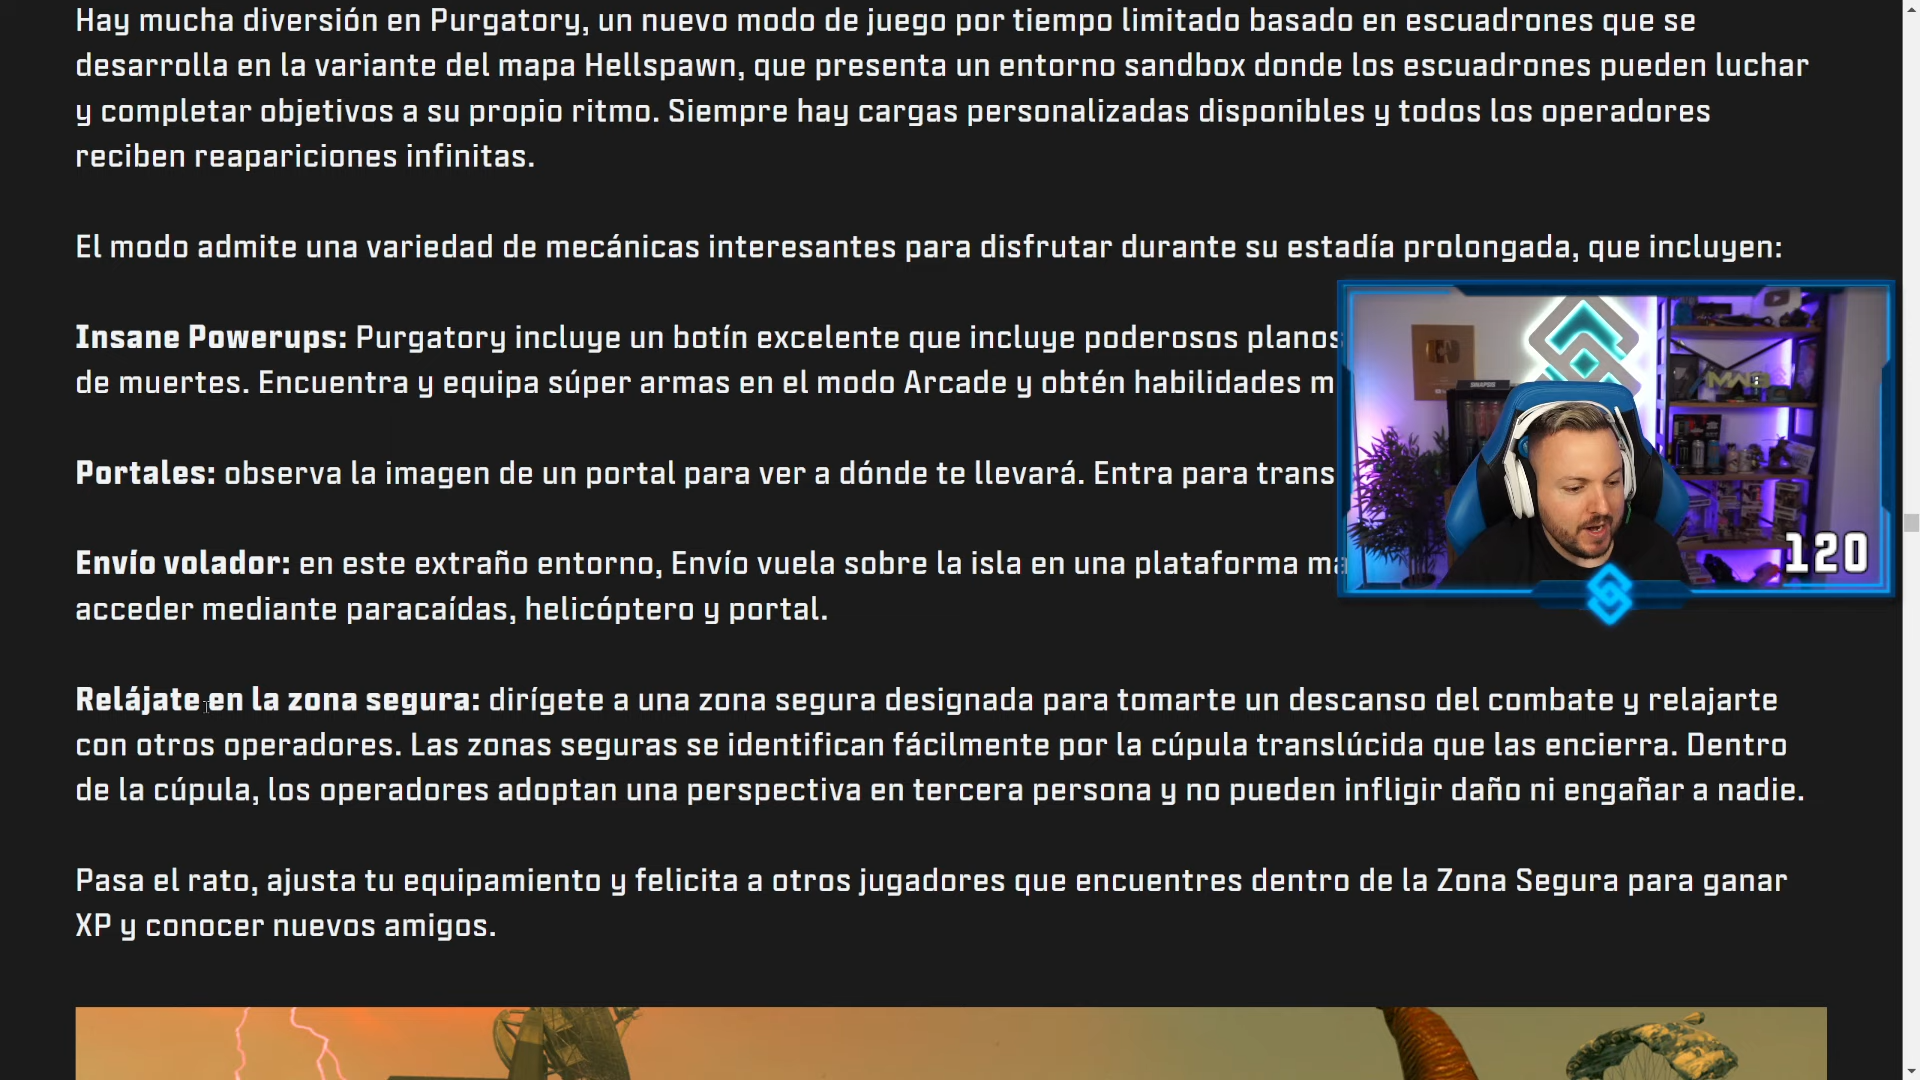 Hay mucha diversión en Purgatory, un nuevo modo de juego por tiempo limitado basado en escuadrones que se
desarrolla en la variante del mapa Hellspawn, que presenta un entorno sandbox donde los escuadrones pueden luchar
y completar objetivos a su propio ritmo. Siempre hay cargas personalizadas disponibles y todos los operadores
reciben reapariciones infinitas.
El modo admite una variedad de mecánicas interesantes para disfrutar durante su estadía prolongada, que incluyen:
Insane Powerups: Purgatory incluye un botín excelente que incluye poderosos planos
de muertes. Encuentra y equipa súper armas en el modo Arcade y obtén habilidades m
Portales: observa la imagen de un portal para ver a dónde te llevará. Entra para trans
Envío volador: en este extraño entorno, Envío vuela sobre la isla en una plataforma ma
acceder mediante paracaídas, helicóptero y portal.
120
Relájate en la zona segura: dirígete a una zona segura designada para tomarte un descanso del combate y relajarte
con otros operadores. Las zonas seguras se identifican fácilmente por la cúpula translúcida que las encierra. Dentro
de la cúpula, los operadores adoptan una perspectiva en tercera persona y no pueden infligir daño ni engañar a nadie.
Pasa el rato, ajusta tu equipamiento y felicita a otros jugadores que encuentres dentro de la Zona Segura para ganar
XP y conocer nuevos amigos.